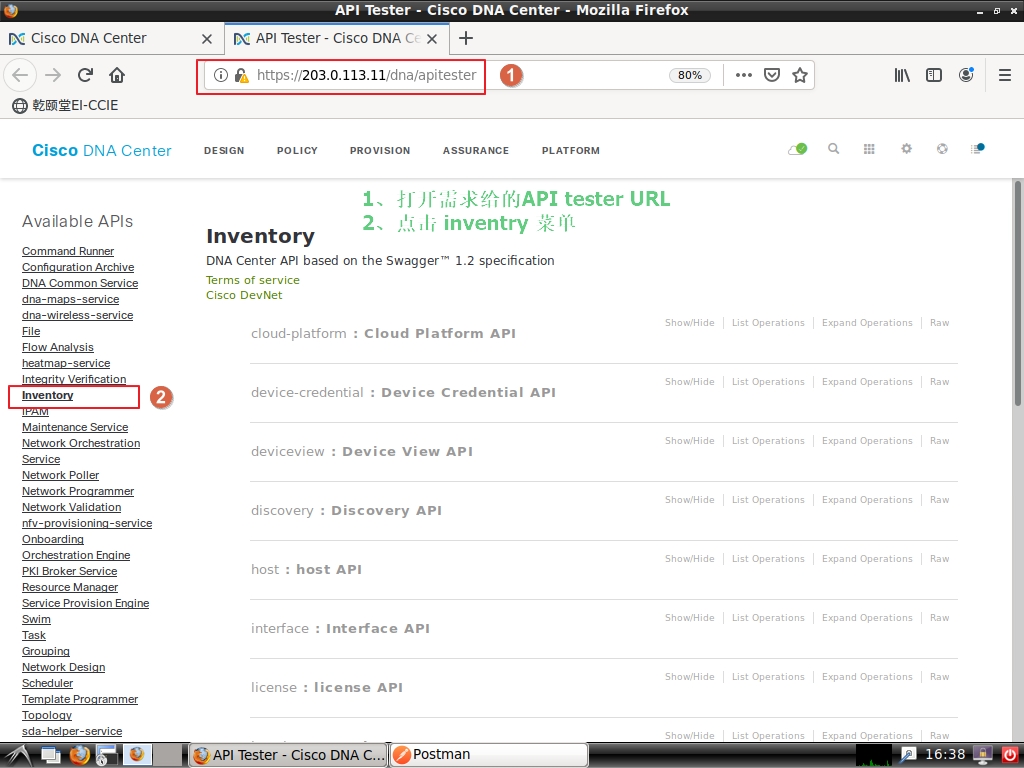 API Tester - Cisco DNA Center - Mozilla Firefox
Cisco DNA Center
API Tester - Cisco DNA Ce
https://203.0.113.11/dna/apitester
80%
1
乾颐堂EI-CCIE
Cisco DNA Center
DESIGN
POLICY
PROVISION
ASSURANCE
PLATFORM
1、打开需求给的API tester URL
2、点击 inventry 菜单
Available APIs
Command Runner
Configuration Archive
DNA Common Service
dna-maps-service
dna-wireless-service
File
Flow Analysis
heatmap-service
Integrity Verification
Inventory
2
IPAM
Maintenance Service
Network Orchestration
Service
Network Poller
Network Programmer
Network Validation
nfv-provisioning-service
Onboarding
Orchestration Engine
PKI Broker Service
Resource Manager
Service Provision Engine
Swim
Task
Grouping
Network Design
Scheduler
Template Programmer
Topology
sda-helper-service
Inventory
DNA Center API based on the Swagger™ 1.2 specification
Terms of service
Cisco DevNet
cloud-platform : Cloud Platform API
Show/Hide List Operations Expand Operations Raw
device-credential : Device Credential API
Show/Hide List Operations Expand Operations Raw
deviceview : Device View API
Show/Hide List Operations Expand Operations Raw
discovery : Discovery API
Show/Hide List Operations Expand Operations Raw
host : host API
Show/Hide List Operations Expand Operations Raw
interface : Interface API
Show/Hide List Operations Expand Operations Raw
license : license API
Show/Hide List Operations Expand Operations Raw
Show/Hide List Operations Expand Operations Raw
API Tester - Cisco DNA C...
Postman
16:38